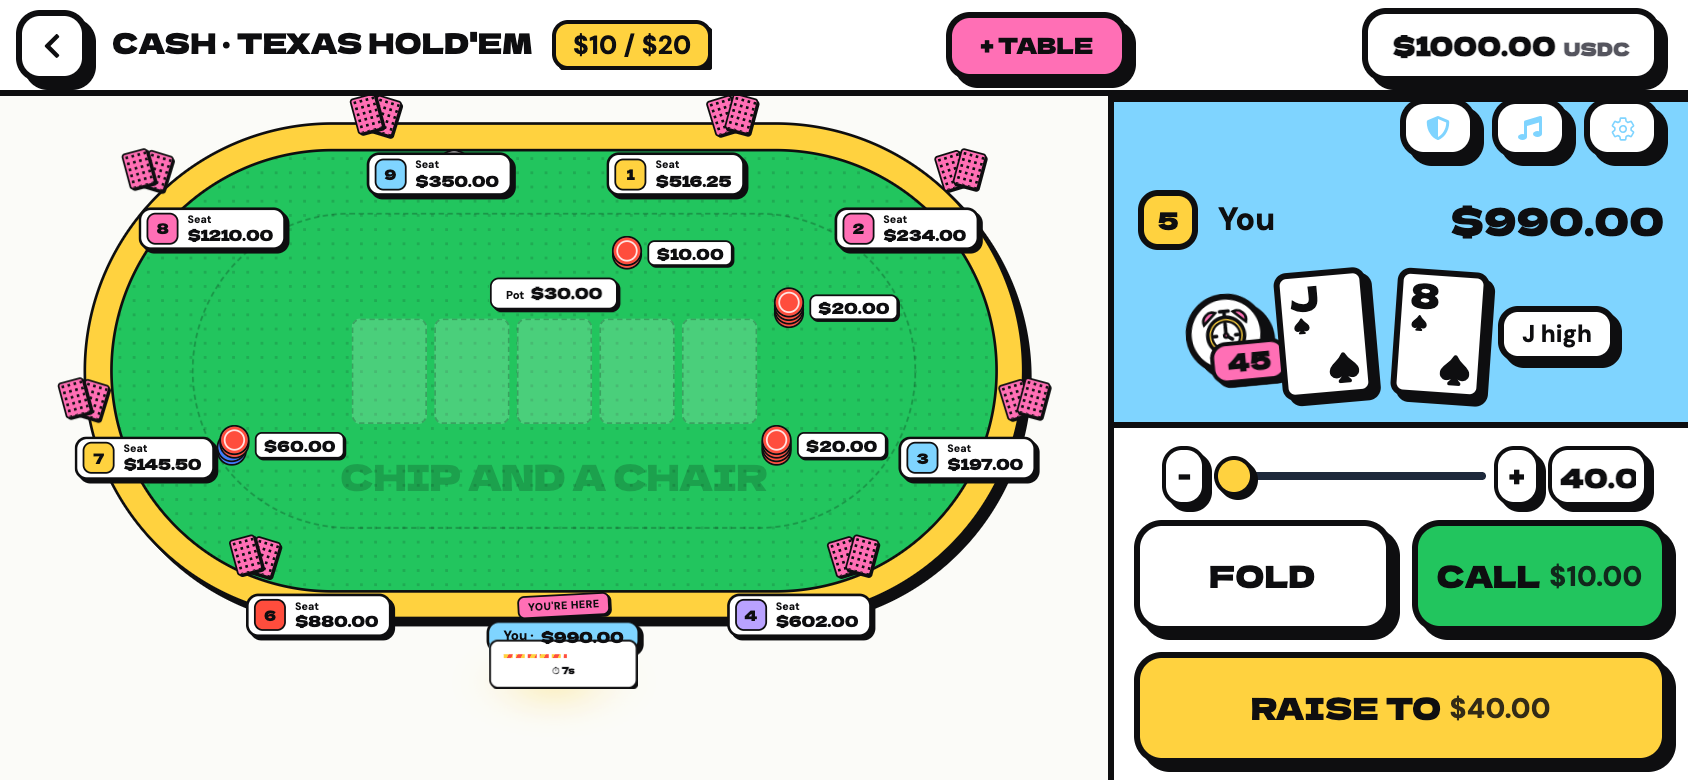 CASH · TEXAS HOLD'EM
$10 / $20
+ TABLE
$1000.00 USDC
9
Seat
$350.00
1
Seat
$516.25
8
Seat
$1210.00
2
Seat
$234.00
$10.00
Pot $30.00
$20.00
7
Seat
$145.50
$60.00
$20.00
3
Seat
$197.00
CHIP AND A CHAIR
6
Seat
$880.00
YOU'RE HERE
4
Seat
$602.00
You · $990.00
7s
5
You
$990.00
45
J
8
J high
-
+
40.0
FOLD
CALL $10.00
RAISE TO $40.00